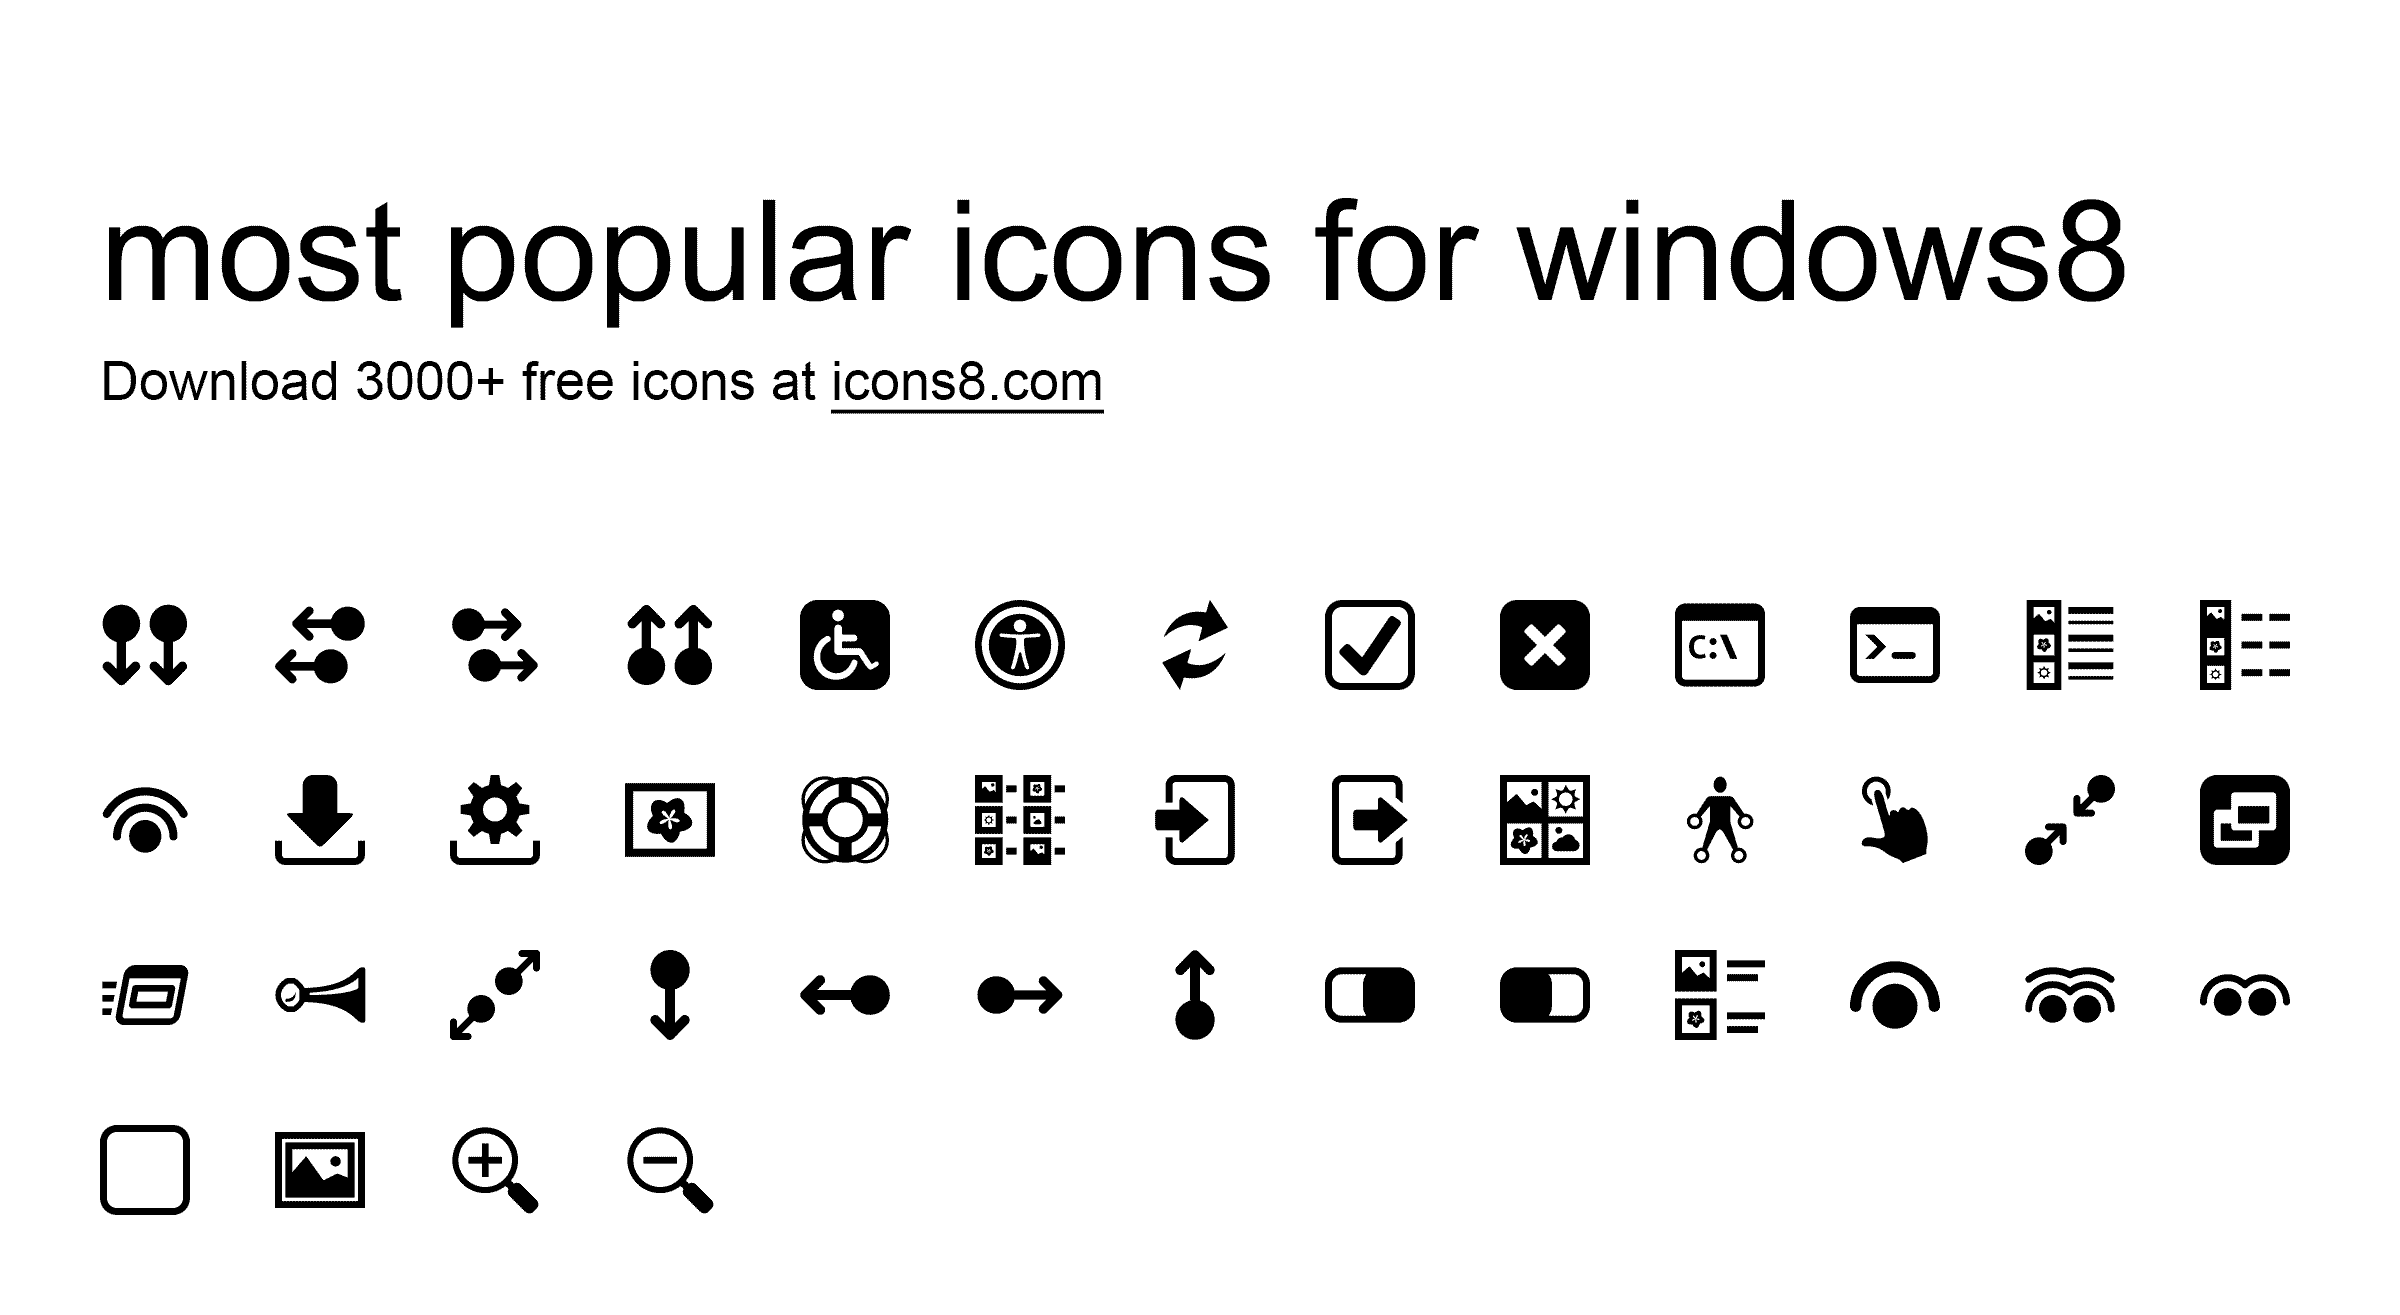 most popular icons for windows8
Download 3000+ free icons at icons8.com
C:\
>_